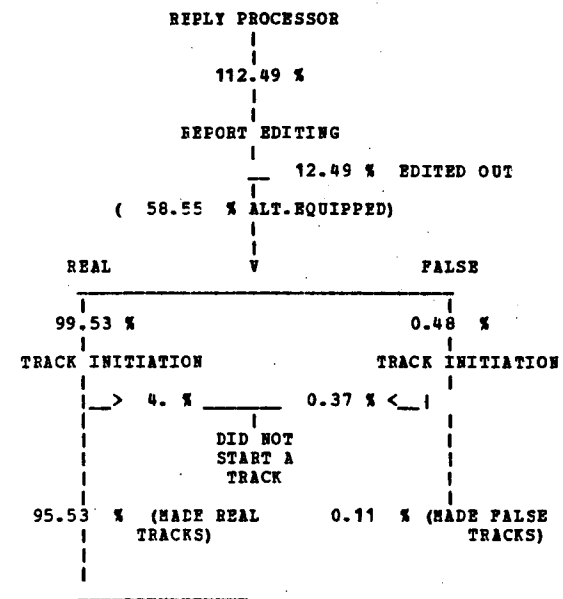 REPLY PROCESSOR
112.49 %
REPORT EDITING
12.49 % EDITED OUT
( 58.55 % ALT.EQUIPPED)
REAL V FALSE
99.53 % 0.48 %
TRACK INITIATION TRACK INITIATION
> 4. % 0.37 % <
DID NOT
START A
TRACK
95.53 % (MADE REAL 0.11 % (MADE FALSE
TRACKS) TRACKS)